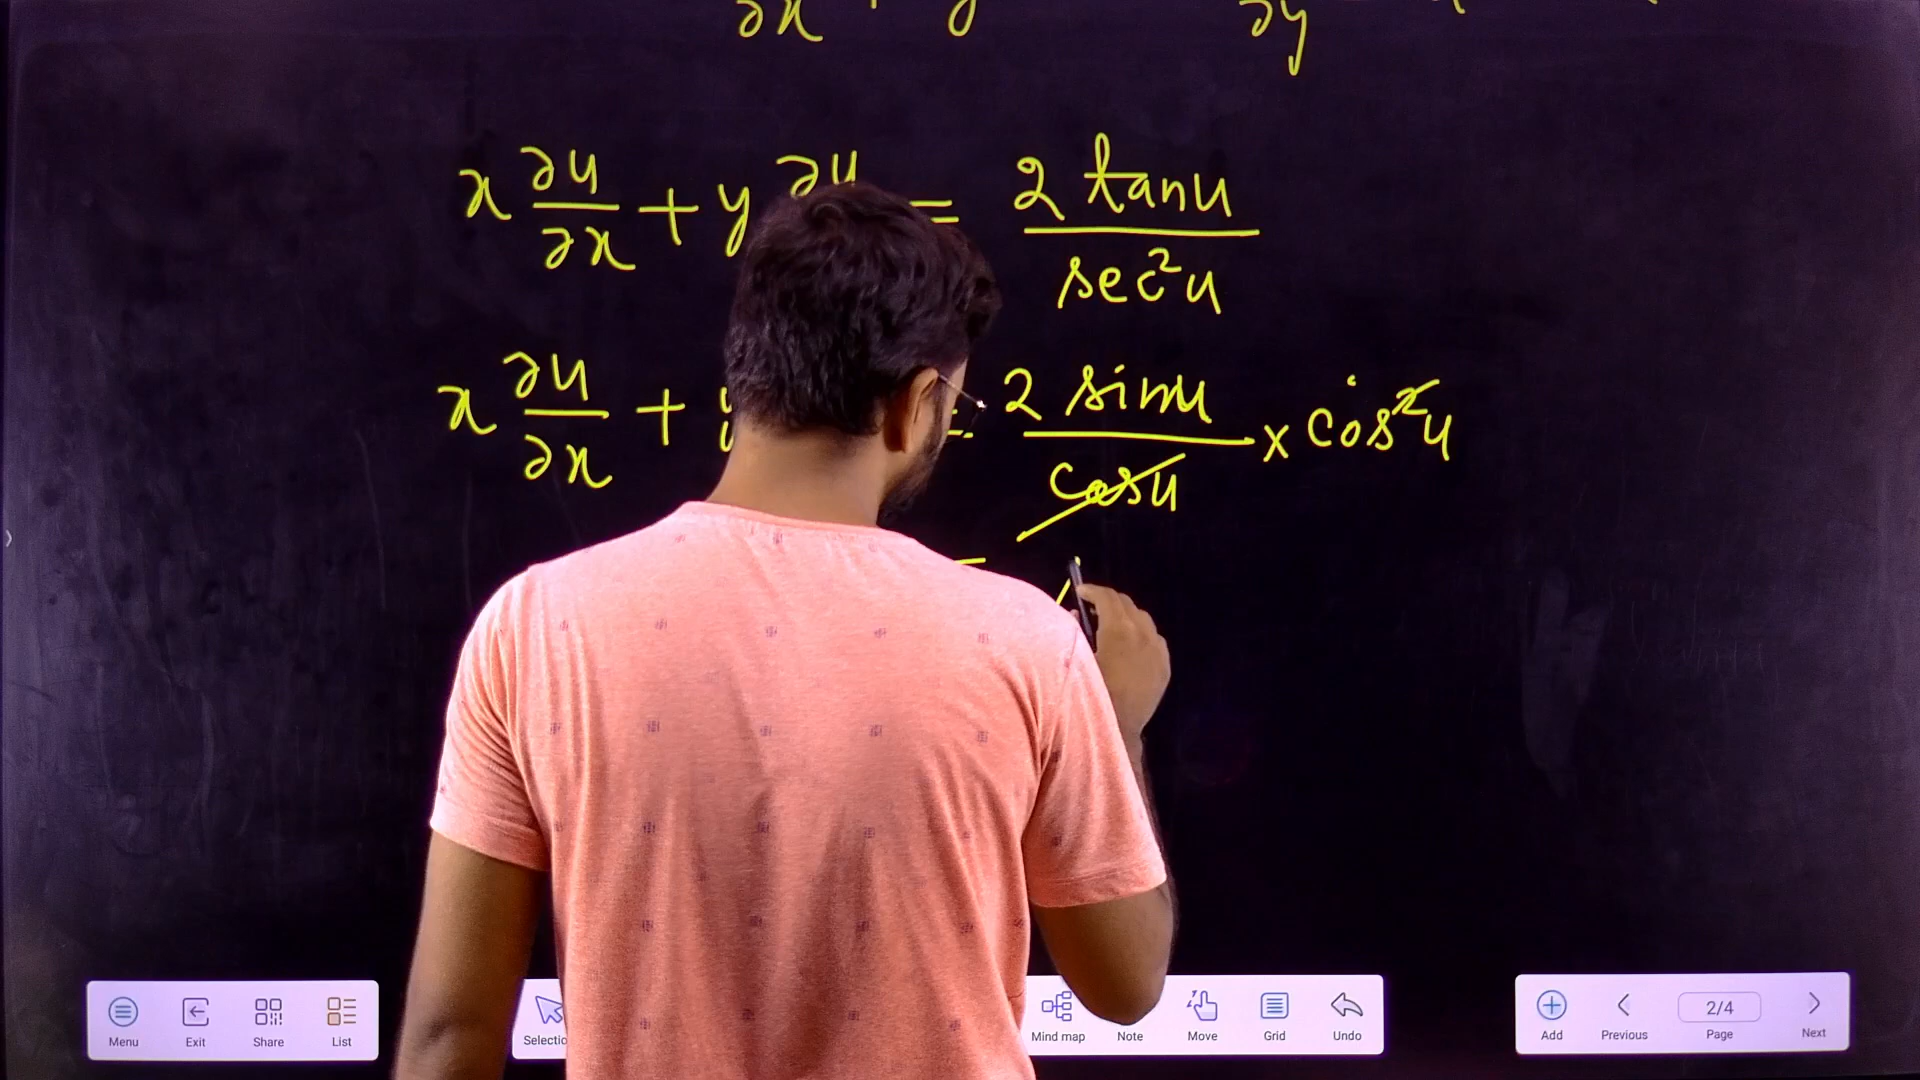 ∂x + y ∂y
x ∂u/∂x + y ∂u = 2 tanu / sec²u
x ∂u/∂x + = 2 sinu / cosu × cos²u
=
Menu Exit Share List Mind map Note Move Grid Undo Add Previous 2/4 Page Next